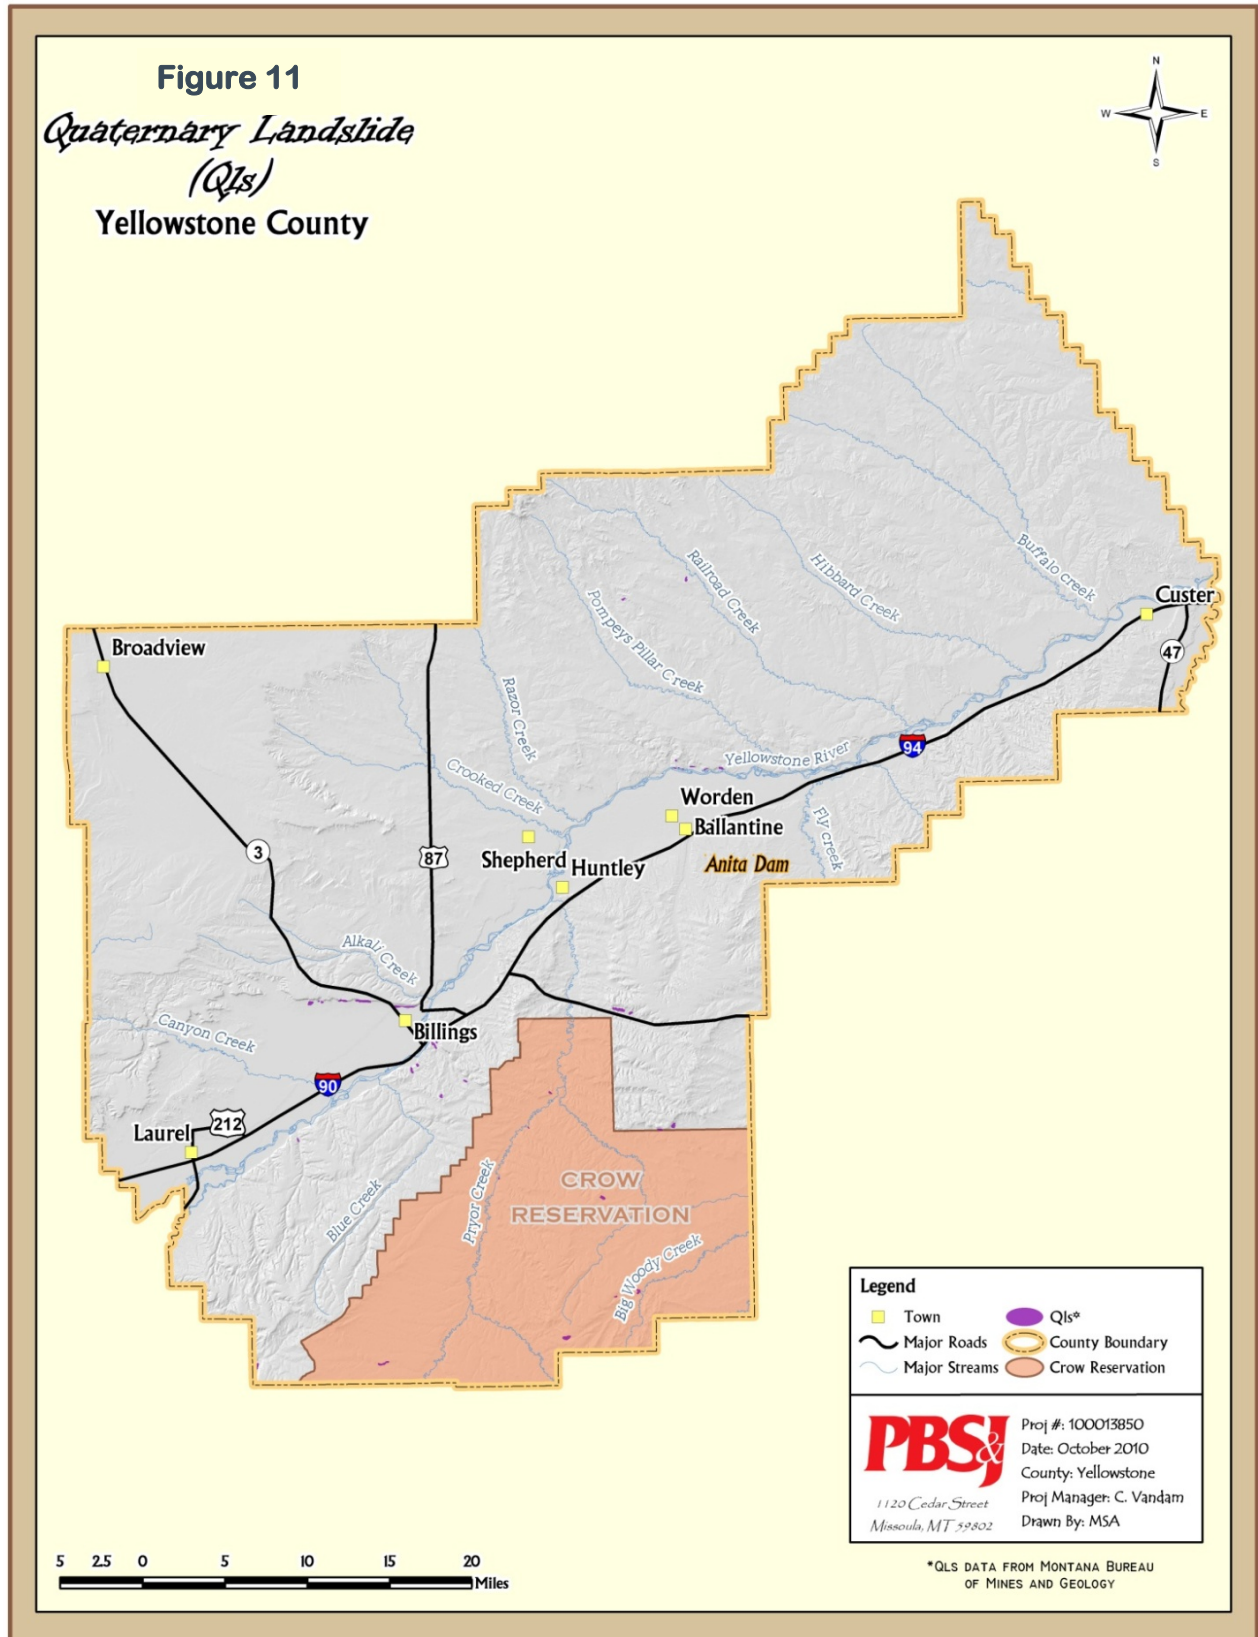 Figure 11
Quaternary Landslide
(Qls)
Yellowstone County
N
W
E
S
Buffalo creek
Custer
Railroad Creek
Hibbard Creek
Pompeys Pillar Creek
47
Broadview
Razor Creek
Yellowstone River
94
Crooked Creek
Worden
Ballantine
Fly creek
3
87
Shepherd
Huntley
Anita Dam
Alkali Creek
Canyon Creek
Billings
90
212
Laurel
CROW
RESERVATION
Pryor Creek
Blue Creek
Big Woody Creek
Legend
Town
Qls*
Major Roads
County Boundary
Major Streams
Crow Reservation
PBS&J
1120 Cedar Street
Missoula, MT 59802
Proj #: 100013850
Date: October 2010
County: Yellowstone
Proj Manager: C. Vandam
Drawn By: MSA
5 2.5 0 5 10 15 20
Miles
*QLS DATA FROM MONTANA BUREAU
OF MINES AND GEOLOGY